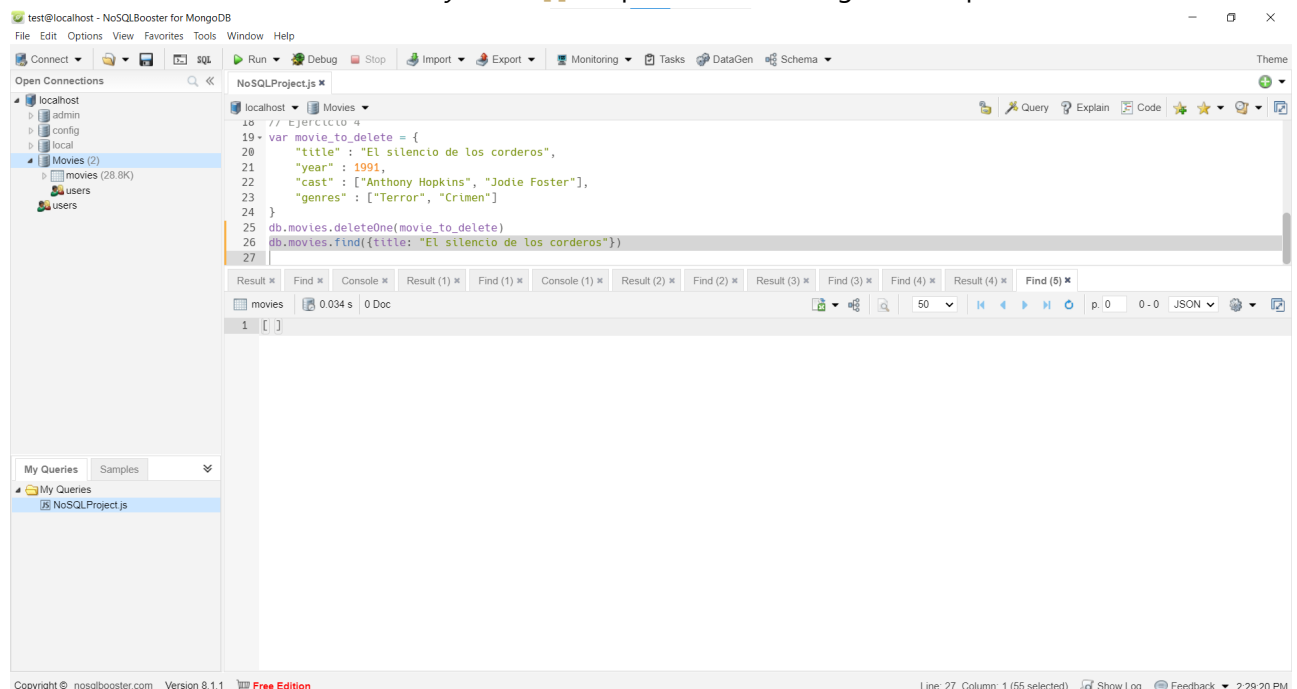 test@localhost - NoSQLBooster for MongoDB
File Edit Options View Favorites Tools Window Help
Connect SQL Run Debug Stop Import Export Monitoring Tasks DataGen Schema Theme
Open Connections
NoSQLProject.js
localhost
admin
config
local
Movies (2)
movies (28.8K)
users
users
localhost Movies Query Explain Code
18 // Ejercicio 4
19 var movie_to_delete = {
20 "title" : "El silencio de los corderos",
21 "year" : 1991,
22 "cast" : ["Anthony Hopkins", "Jodie Foster"],
23 "genres" : ["Terror", "Crimen"]
24 }
25 db.movies.deleteOne(movie_to_delete)
26 db.movies.find({title: "El silencio de los corderos"})
27
Result Find Console Result (1) Find (1) Console (1) Result (2) Find (2) Result (3) Find (3) Find (4) Result (4) Find (5)
movies 0.034 s 0 Doc 50 p. 0 0 - 0 JSON
1 [ ]
My Queries Samples
My Queries
JS NoSQLProject.js
Copyright © nosqlbooster.com Version 8.1.1 Free Edition Line: 27, Column: 1 (55 selected) Show Log Feedback 2:29:20 PM